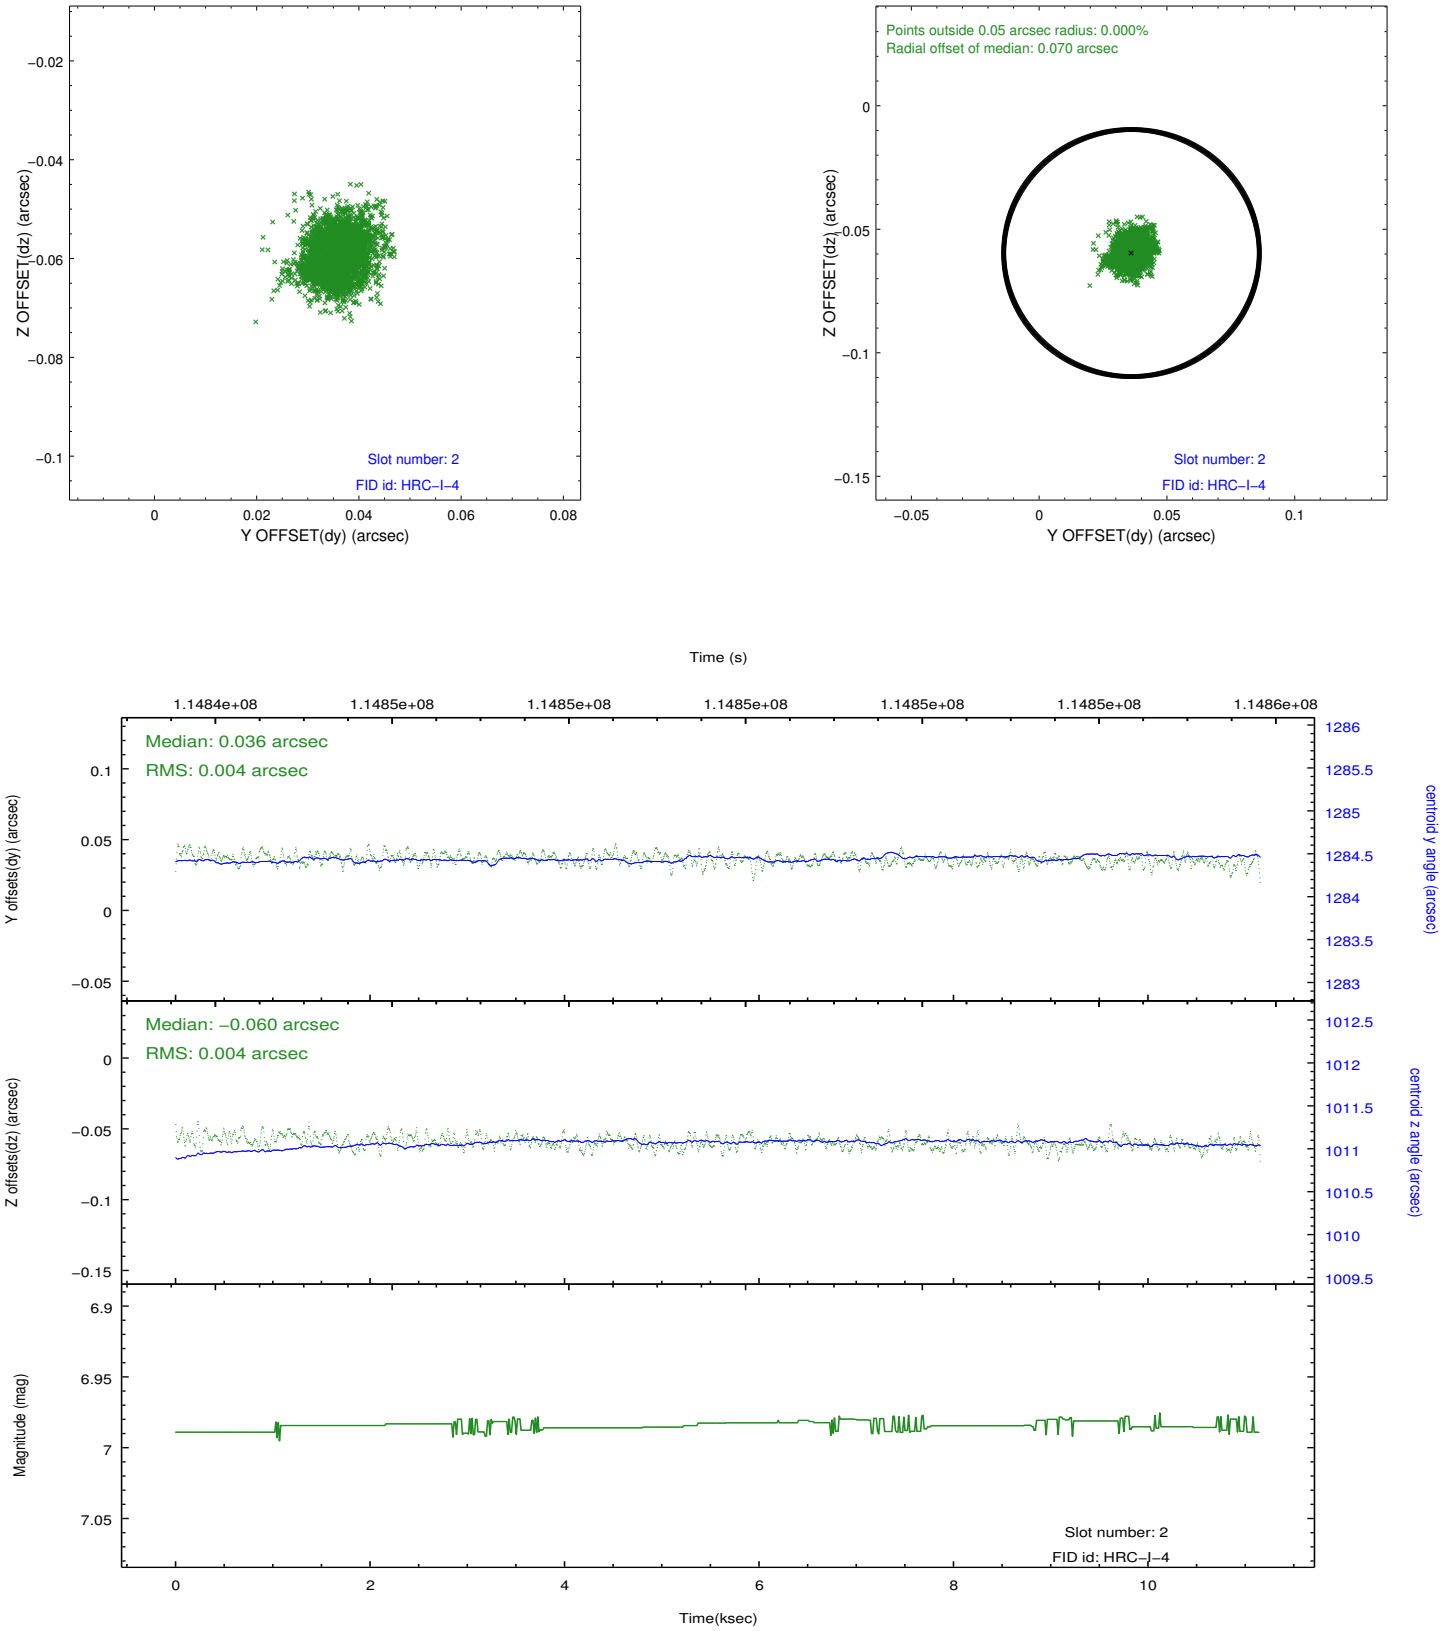 −0.02
−0.04
−0.06
−0.08
−0.1
Z OFFSET(dz) (arcsec)
Slot number: 2
FID id: HRC−I−4
0 0.02 0.04 0.06 0.08
Y OFFSET(dy) (arcsec)
Points outside 0.05 arcsec radius: 0.000%
Radial offset of median: 0.070 arcsec
0
−0.05
−0.1
−0.15
Z OFFSET(dz) (arcsec)
Slot number: 2
FID id: HRC−I−4
−0.05 0 0.05 0.1
Y OFFSET(dy) (arcsec)
Time (s)
1.1484e+08 1.1485e+08 1.1485e+08 1.1485e+08 1.1485e+08 1.1485e+08 1.1486e+08
Median: 0.036 arcsec
RMS: 0.004 arcsec
0.1
0.05
0
−0.05
Y offsets(dy) (arcsec)
1286
1285.5
1285
1284.5
1284
1283.5
1283
centroid y angle (arcsec)
Median: −0.060 arcsec
RMS: 0.004 arcsec
0
−0.05
−0.1
−0.15
Z offsets(dz) (arcsec)
1012.5
1012
1011.5
1011
1010.5
1010
1009.5
centroid z angle (arcsec)
6.9
6.95
7
7.05
Magnitude (mag)
Slot number: 2
FID id: HRC−I−4
0 2 4 6 8 10
Time(ksec)